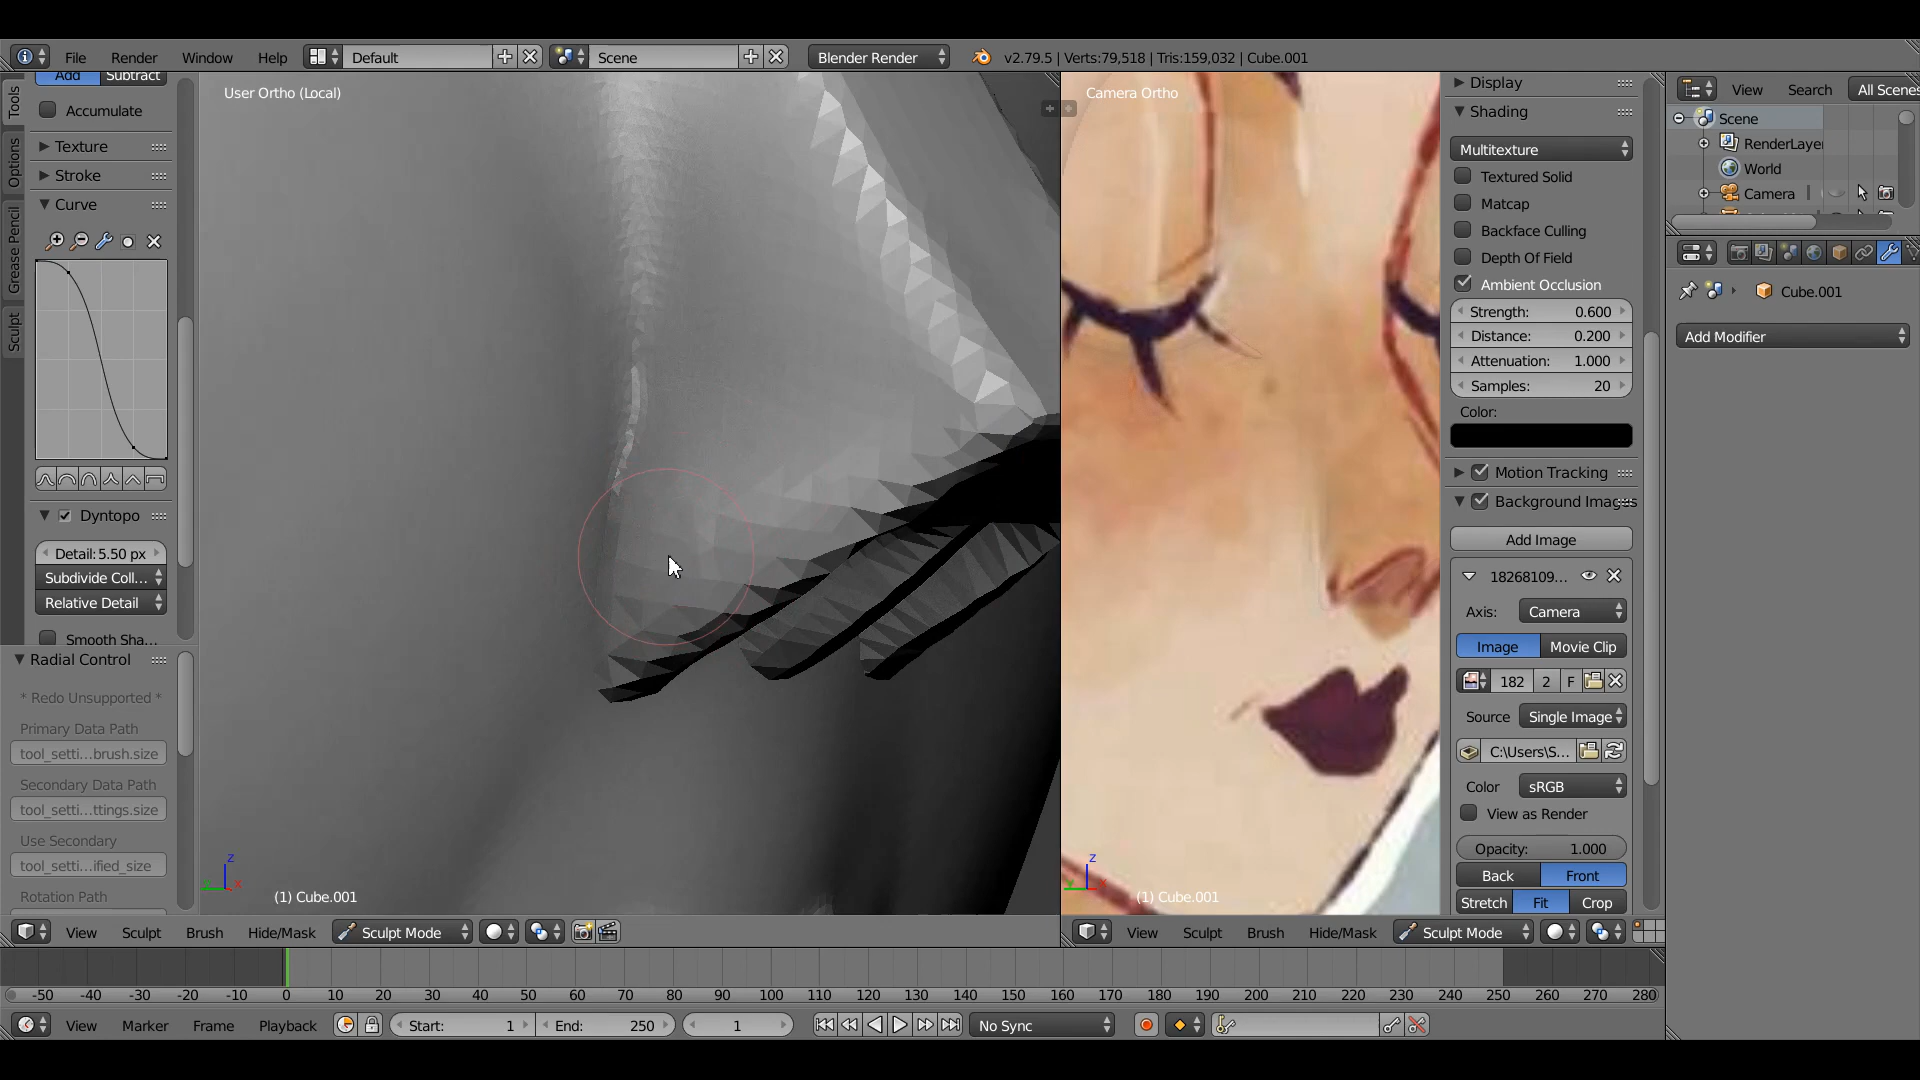 File Render Window Help Default Scene Blender Render v2.79.5 | Verts:79,518 | Tris:159,032 | Cube.001
Add Subtract
Accumulate
Texture
Stroke
Curve
Dyntopo
Detail: 5.50 px
Subdivide Coll...
Relative Detail
Smooth Sha...
Radial Control
* Redo Unsupported *
Primary Data Path
tool_setti...brush.size
Secondary Data Path
tool_setti...ttings.size
Use Secondary
tool_setti...ified_size
Rotation Path
Tools
Options
Grease Pencil
Sculpt
User Ortho (Local)
z
x
(1) Cube.001
View Sculpt Brush Hide/Mask Sculpt Mode
Camera Ortho
z
(1) Cube.001
View Sculpt Brush Hide/Mask Sculpt Mode
Display
Shading
Multitexture
Textured Solid
Matcap
Backface Culling
Depth Of Field
Ambient Occlusion
Strength: 0.600
Distance: 0.200
Attenuation: 1.000
Samples: 20
Color:
Motion Tracking
Background Images
Add Image
18268109...
Axis: Camera
Image Movie Clip
182 2 F
Source Single Image
C:\Users\S...
Color sRGB
View as Render
Opacity: 1.000
Back Front
Stretch Fit Crop
View Search All Scenes
Scene
RenderLaye
World
Camera
Cube.001
Add Modifier
-50 -40 -30 -20 -10 0 10 20 30 40 50 60 70 80 90 100 110 120 130 140 150 160 170 180 190 200 210 220 230 240 250 260 270 280
View Marker Frame Playback Start: 1 End: 250 1 No Sync